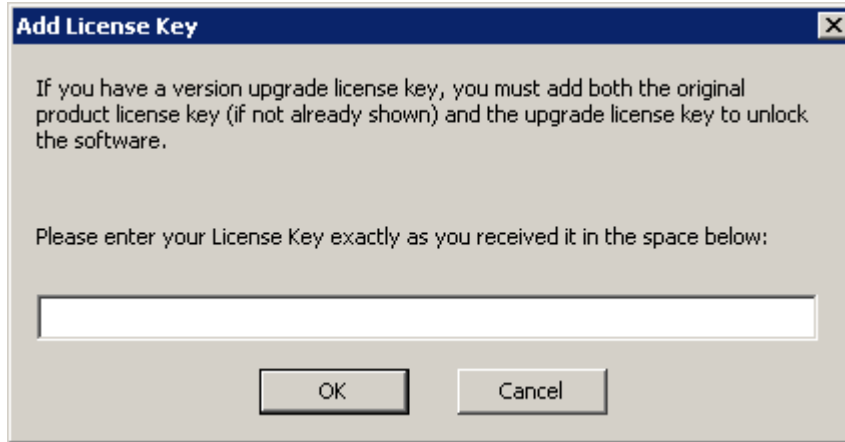 Add License Key
If you have a version upgrade license key, you must add both the original
product license key (if not already shown) and the upgrade license key to unlock
the software.
Please enter your License Key exactly as you received it in the space below:
OK
Cancel